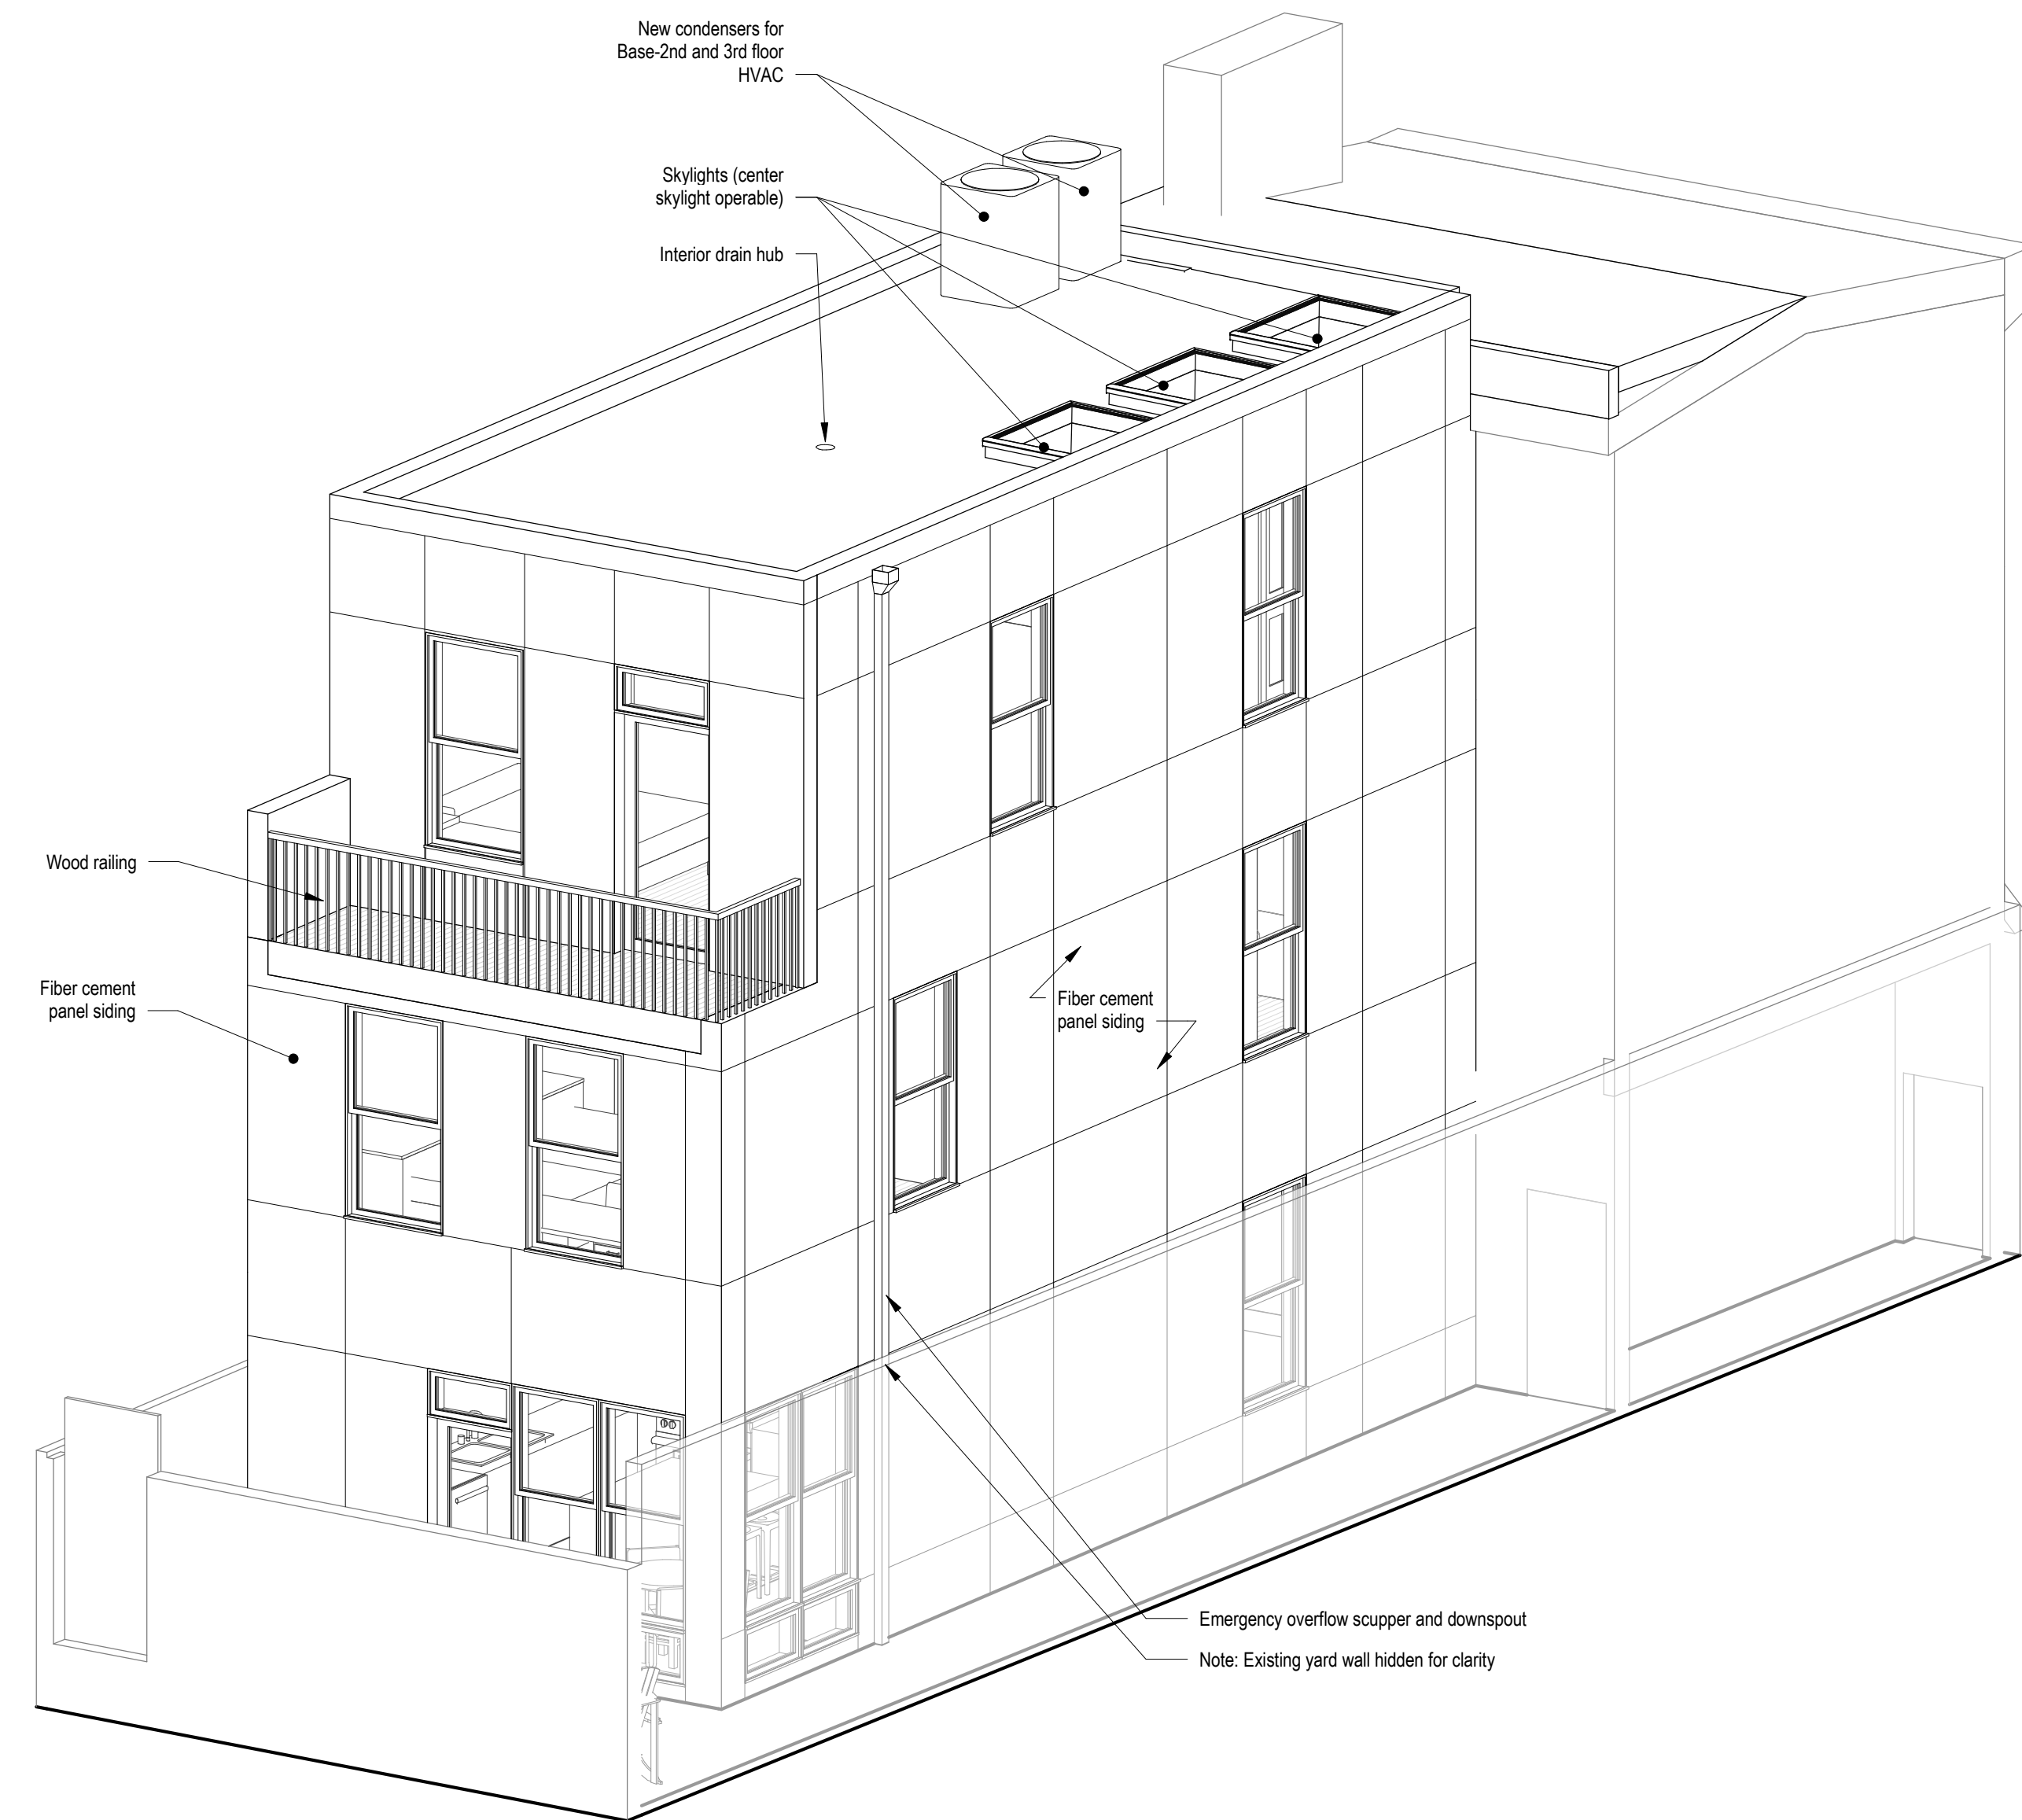 New condensers for
Base-2nd and 3rd floor
HVAC
Skylights (center
skylight operable)
Interior drain hub
Wood railing
Fiber cement
panel siding
Fiber cement
panel siding
Emergency overflow scupper and downspout
Note: Existing yard wall hidden for clarity